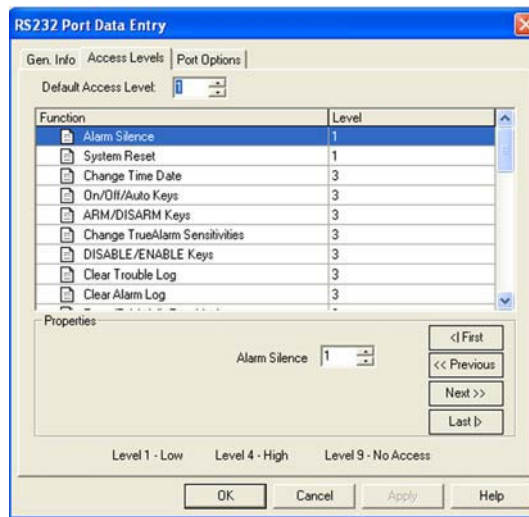 RS232 Port Data Entry
Gen. Info Access Levels Port Options
Default Access Level: 1
Function Level
Alarm Silence 1
System Reset 1
Change Time Date 3
On/Off/Auto Keys 3
ARM/DISARM Keys 3
Change TrueAlarm Sensitivities 3
DISABLE/ENABLE Keys 3
Clear Trouble Log 3
Clear Alarm Log 3
Properties
Alarm Silence 1
<| First
<< Previous
Next >>
Last |>
Level 1 - Low Level 4 - High Level 9 - No Access
OK Cancel Apply Help